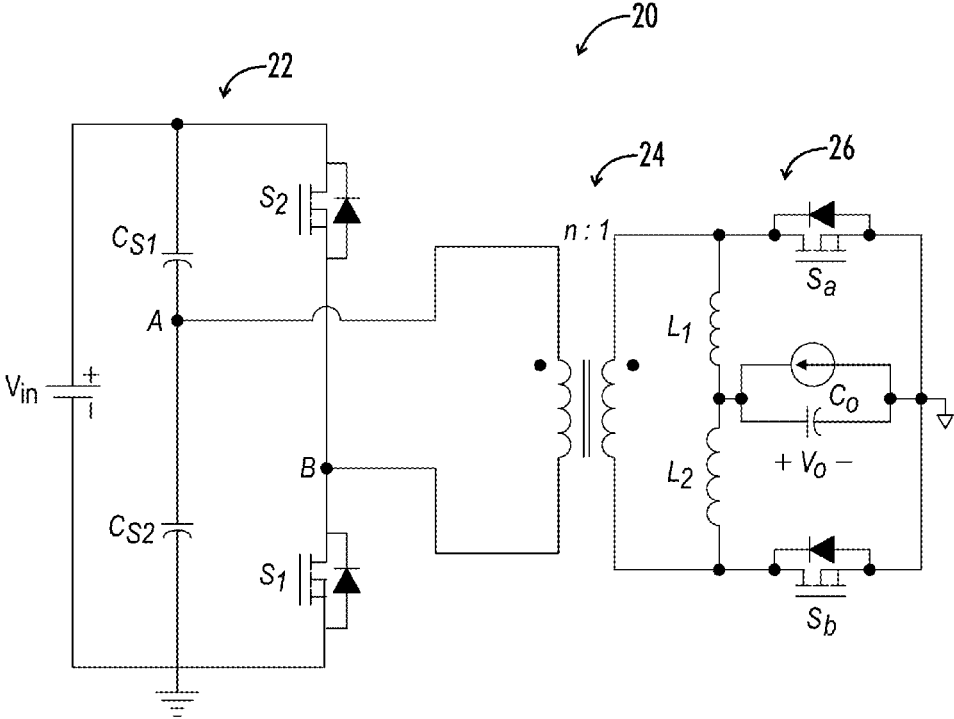 20
22
24
26
S2
n : 1
CS1
Sa
A
L1
Vin
+
−
Co
+ Vo −
B
L2
CS2
S1
Sb